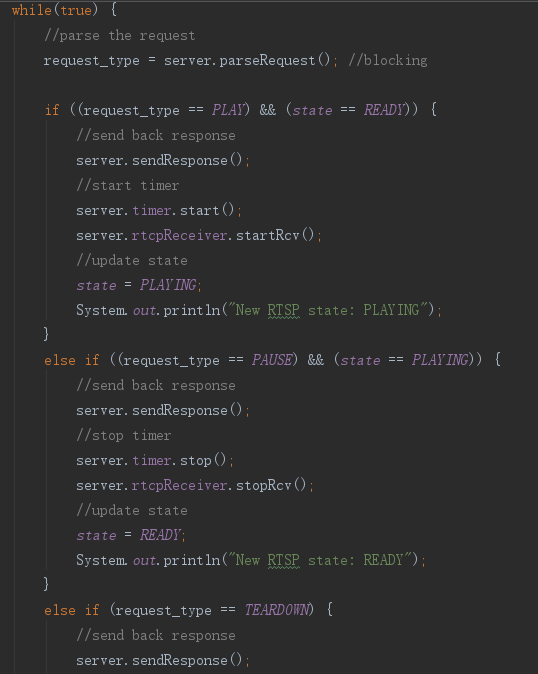 while(true) {
//parse the request
request_type = server.parseRequest(); //blocking
if ((request_type == PLAY) && (state == READY)) {
//send back response
server.sendResponse();
//start timer
server.timer.start();
server.rtcpReceiver.startRcv();
//update state
state = PLAYING;
System.out.println("New RTSP state: PLAYING");
}
else if ((request_type == PAUSE) && (state == PLAYING)) {
//send back response
server.sendResponse();
//stop timer
server.timer.stop();
server.rtcpReceiver.stopRcv();
//update state
state = READY;
System.out.println("New RTSP state: READY");
}
else if (request_type == TEARDOWN) {
//send back response
server.sendResponse();